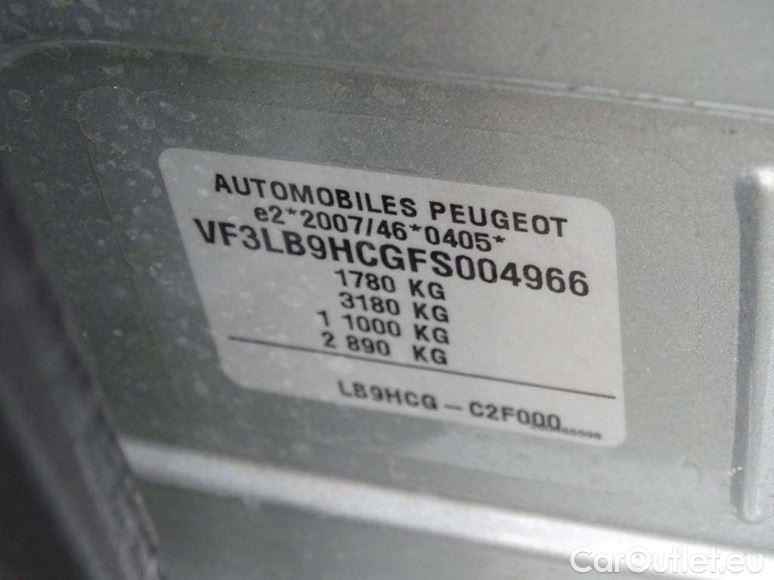 AUTOMOBILES PEUGEOT
e2*2007/46*0405*
VF3LB9HCGFS004966
1780 KG
3180 KG
1 1000 KG
2 890 KG
LB9HCG – C2F000
CarOutlet.eu